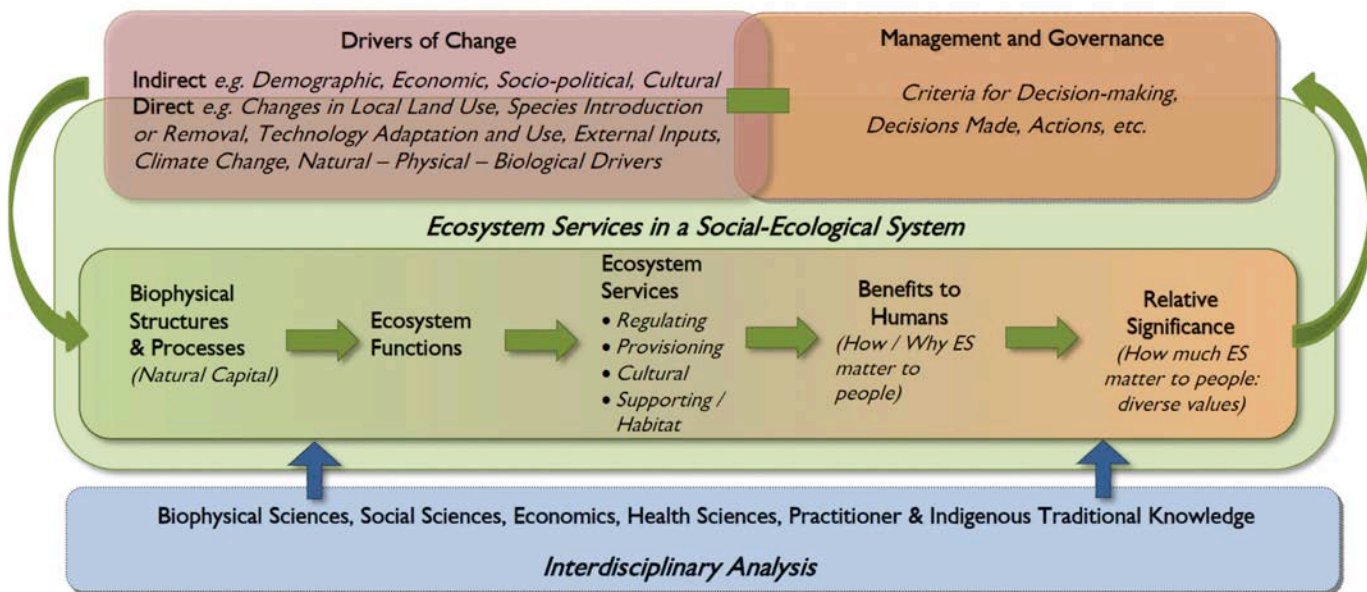 Drivers of Change
Indirect e.g. Demographic, Economic, Socio-political, Cultural
Direct e.g. Changes in Local Land Use, Species Introduction
or Removal, Technology Adaptation and Use, External Inputs,
Climate Change, Natural – Physical – Biological Drivers
Management and Governance
Criteria for Decision-making,
Decisions Made, Actions, etc.
Ecosystem Services in a Social-Ecological System
Biophysical
Structures
& Processes
(Natural Capital)
Ecosystem
Functions
Ecosystem
Services
• Regulating
• Provisioning
• Cultural
• Supporting /
Habitat
Benefits to
Humans
(How / Why ES
matter to
people)
Relative
Significance
(How much ES
matter to people:
diverse values)
Biophysical Sciences, Social Sciences, Economics, Health Sciences, Practitioner & Indigenous Traditional Knowledge
Interdisciplinary Analysis